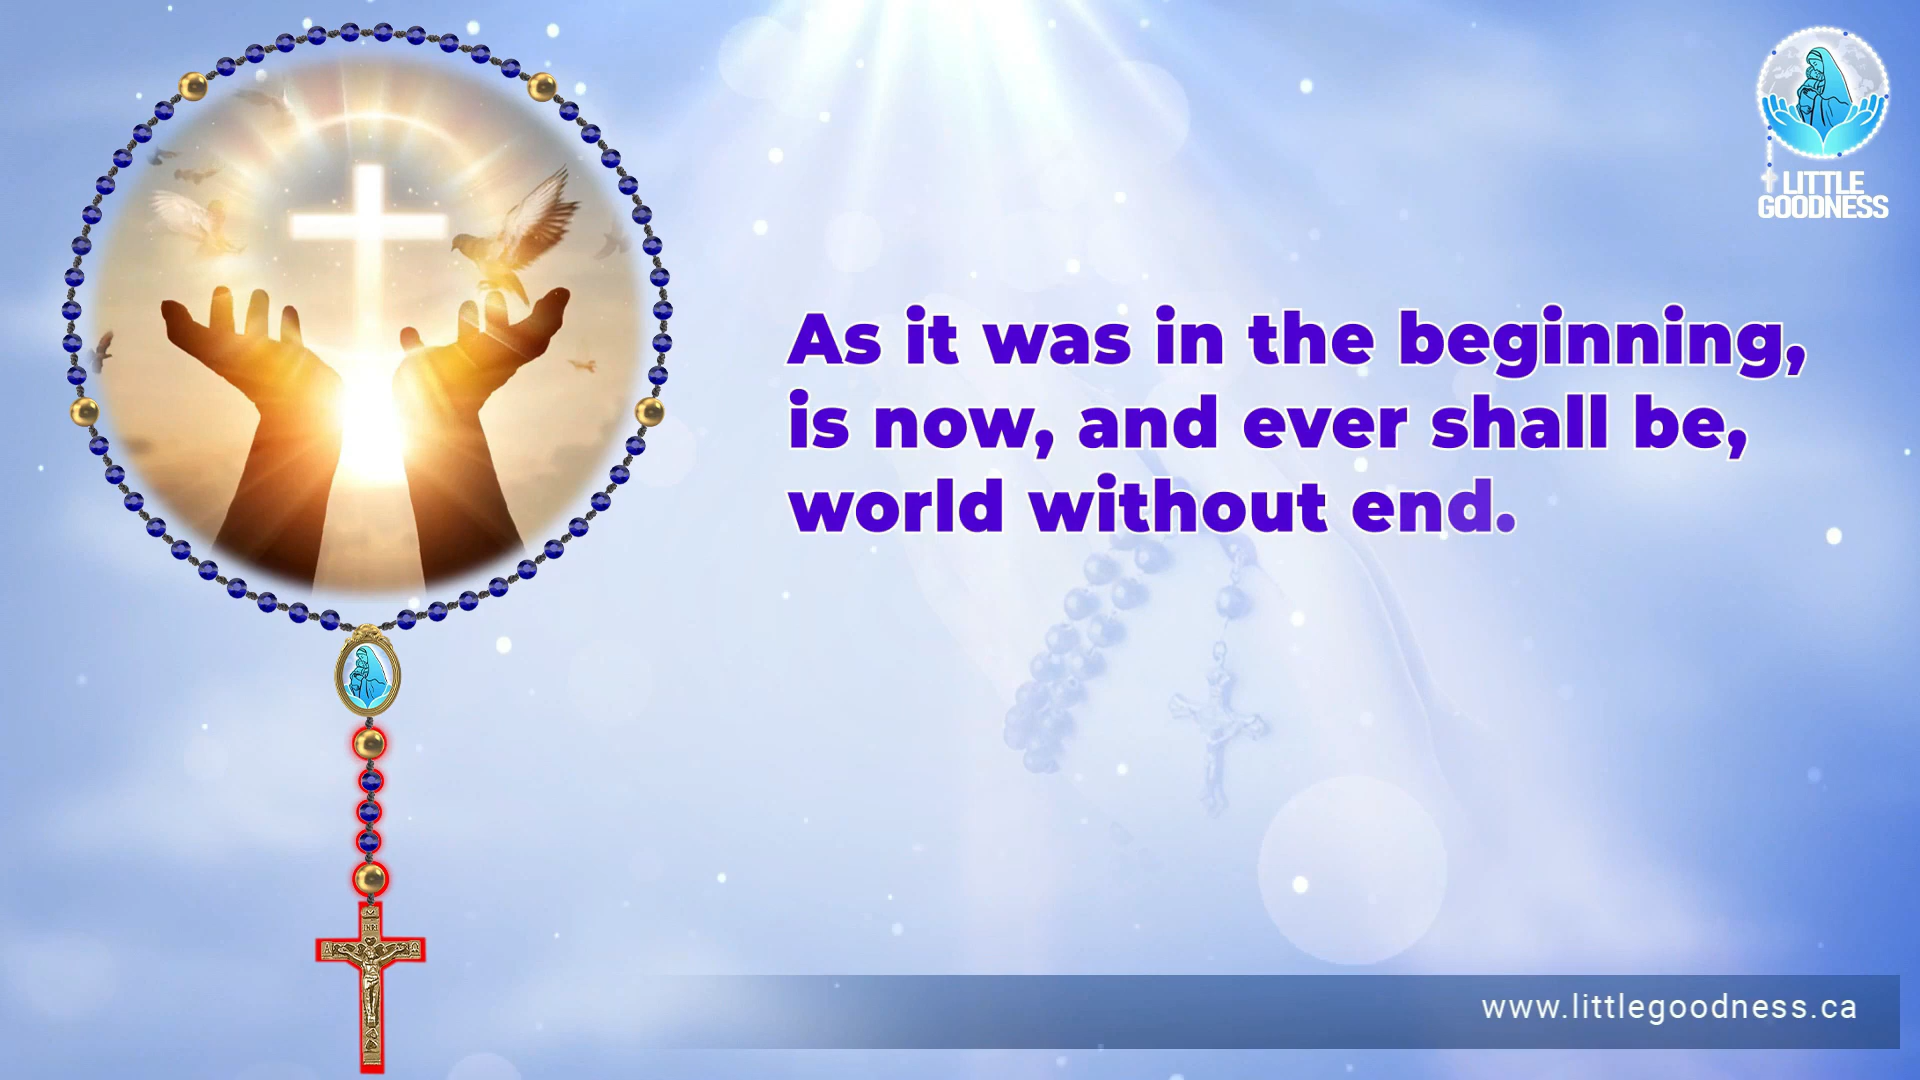 LITTLE
GOODNESS
As it was in the beginning,
is now, and ever shall be,
world without end.
INRI
A Ω
www.littlegoodness.ca